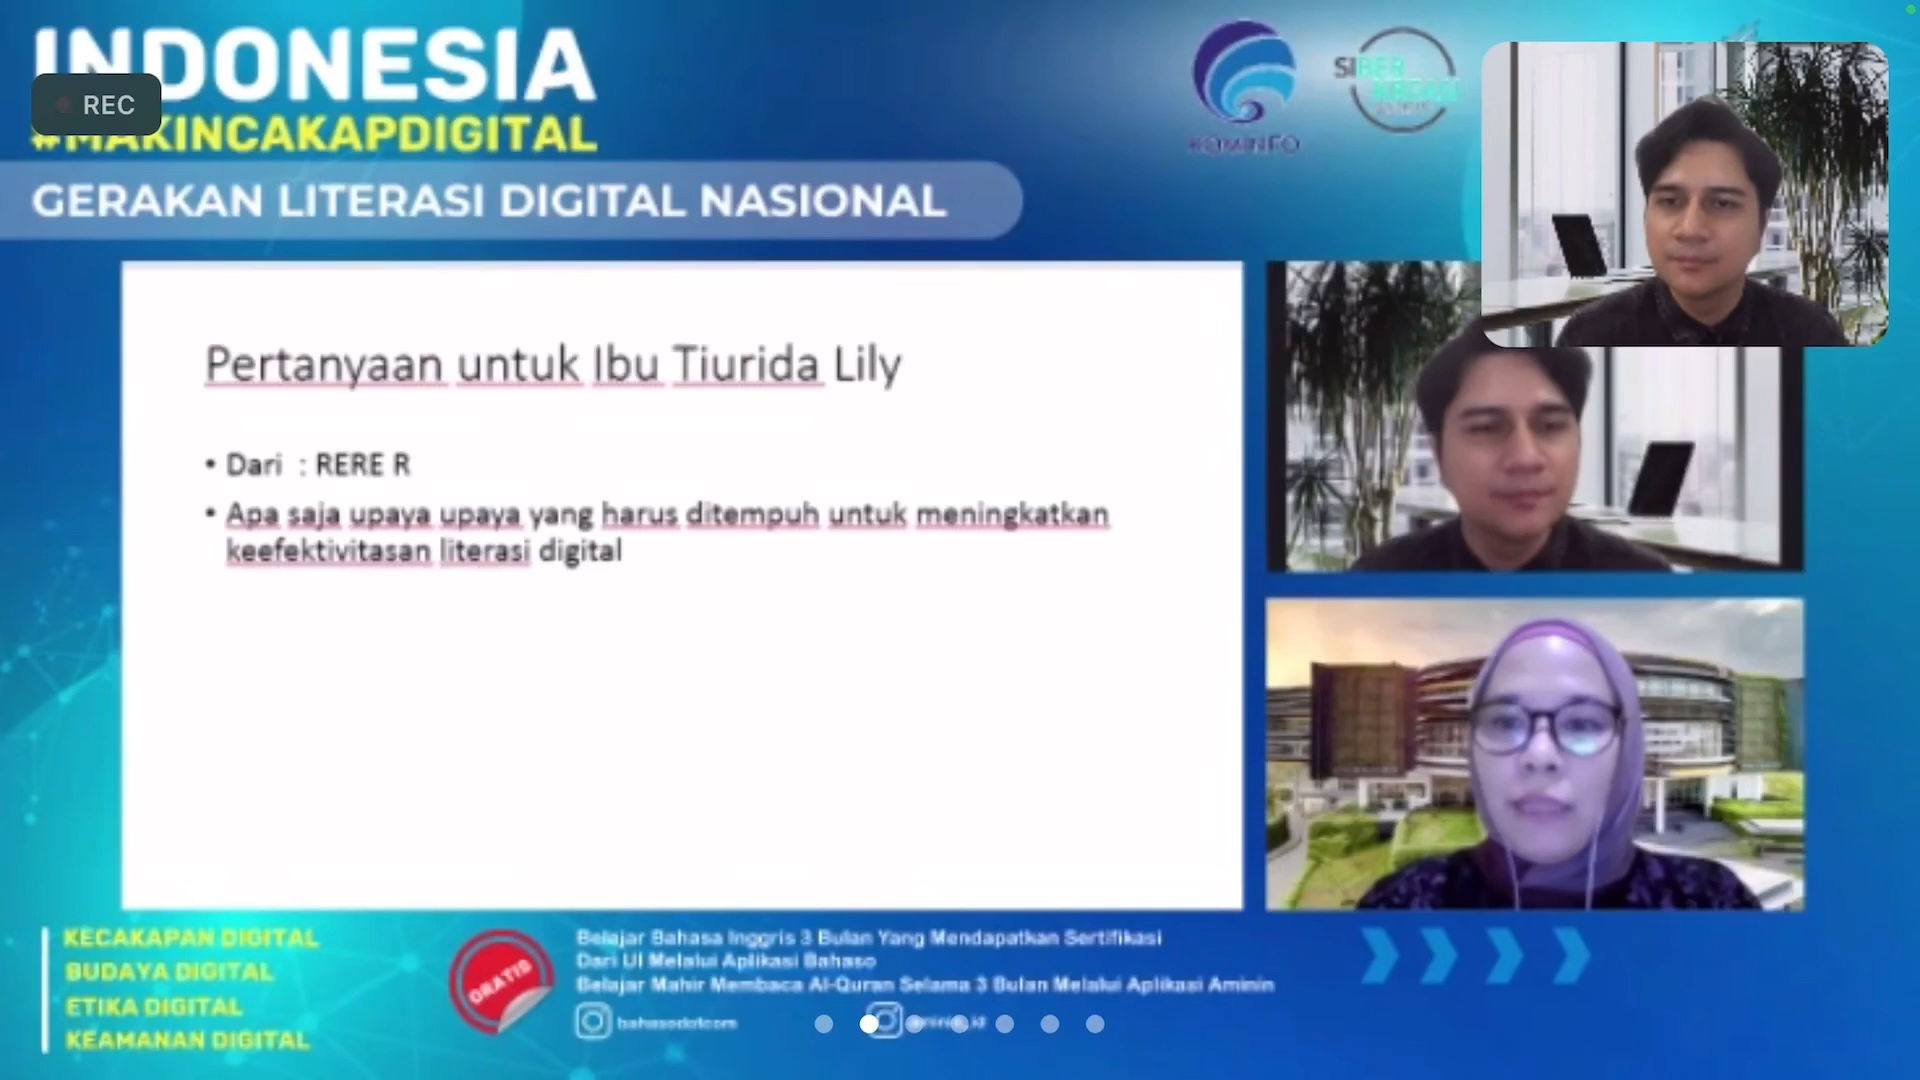 INDONESIA
REC
#MAKINCAKAPDIGITAL
GERAKAN LITERASI DIGITAL NASIONAL
KOMINFO
SIBER
KREASI
Pertanyaan untuk Ibu Tiurida Lily
• Dari : RERE R
• Apa saja upaya upaya yang harus ditempuh untuk meningkatkan
keefektivitasan literasi digital
KECAKAPAN DIGITAL
BUDAYA DIGITAL
ETIKA DIGITAL
KEAMANAN DIGITAL
GRATIS
Belajar Bahasa Inggris 3 Bulan Yang Mendapatkan Sertifikasi
Dari UI Melalui Aplikasi Bahaso
Belajar Mahir Membaca Al-Quran Selama 3 Bulan Melalui Aplikasi Aminin
bahasodotcom